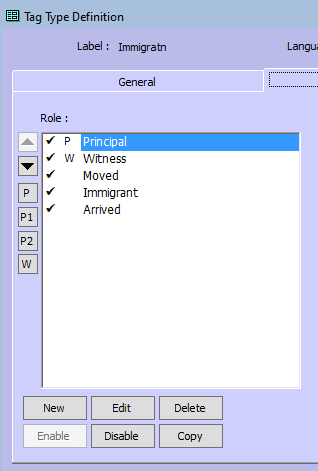 Tag Type Definition
Label : Immigratn Langua
General
Role :
✓ P Principal
✓ W Witness
✓ Moved
✓ Immigrant
✓ Arrived
P
P1
P2
W
New Edit Delete
Enable Disable Copy